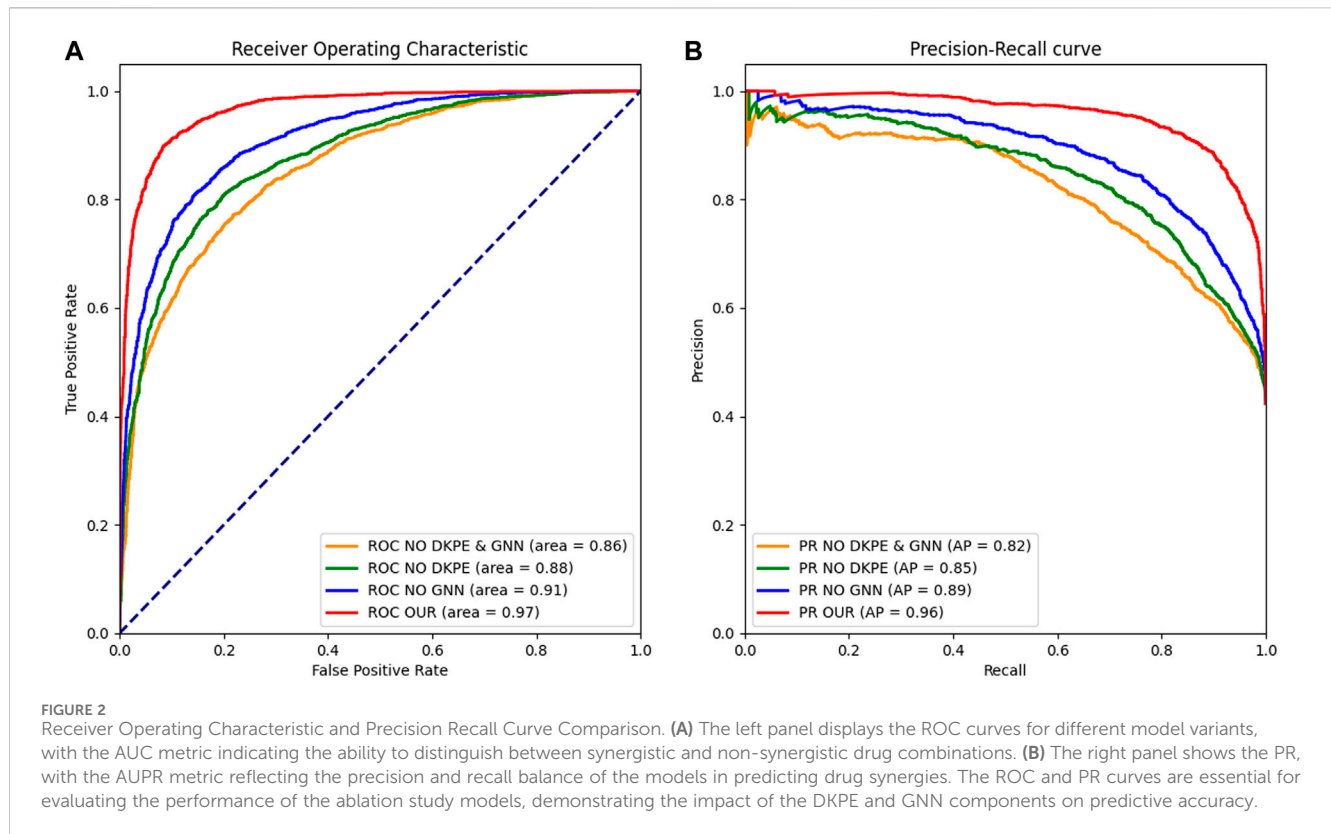 A
Receiver Operating Characteristic
1.0
0.8
0.6
0.4
0.2
0.0
True Positive Rate
0.0 0.2 0.4 0.6 0.8 1.0
False Positive Rate
ROC NO DKPE & GNN (area = 0.86)
ROC NO DKPE (area = 0.88)
ROC NO GNN (area = 0.91)
ROC OUR (area = 0.97)
B
Precision-Recall curve
1.0
0.8
0.6
0.4
0.2
0.0
Precision
0.0 0.2 0.4 0.6 0.8 1.0
Recall
PR NO DKPE & GNN (AP = 0.82)
PR NO DKPE (AP = 0.85)
PR NO GNN (AP = 0.89)
PR OUR (AP = 0.96)
FIGURE 2
Receiver Operating Characteristic and Precision Recall Curve Comparison. (A) The left panel displays the ROC curves for different model variants,
with the AUC metric indicating the ability to distinguish between synergistic and non-synergistic drug combinations. (B) The right panel shows the PR,
with the AUPR metric reflecting the precision and recall balance of the models in predicting drug synergies. The ROC and PR curves are essential for
evaluating the performance of the ablation study models, demonstrating the impact of the DKPE and GNN components on predictive accuracy.